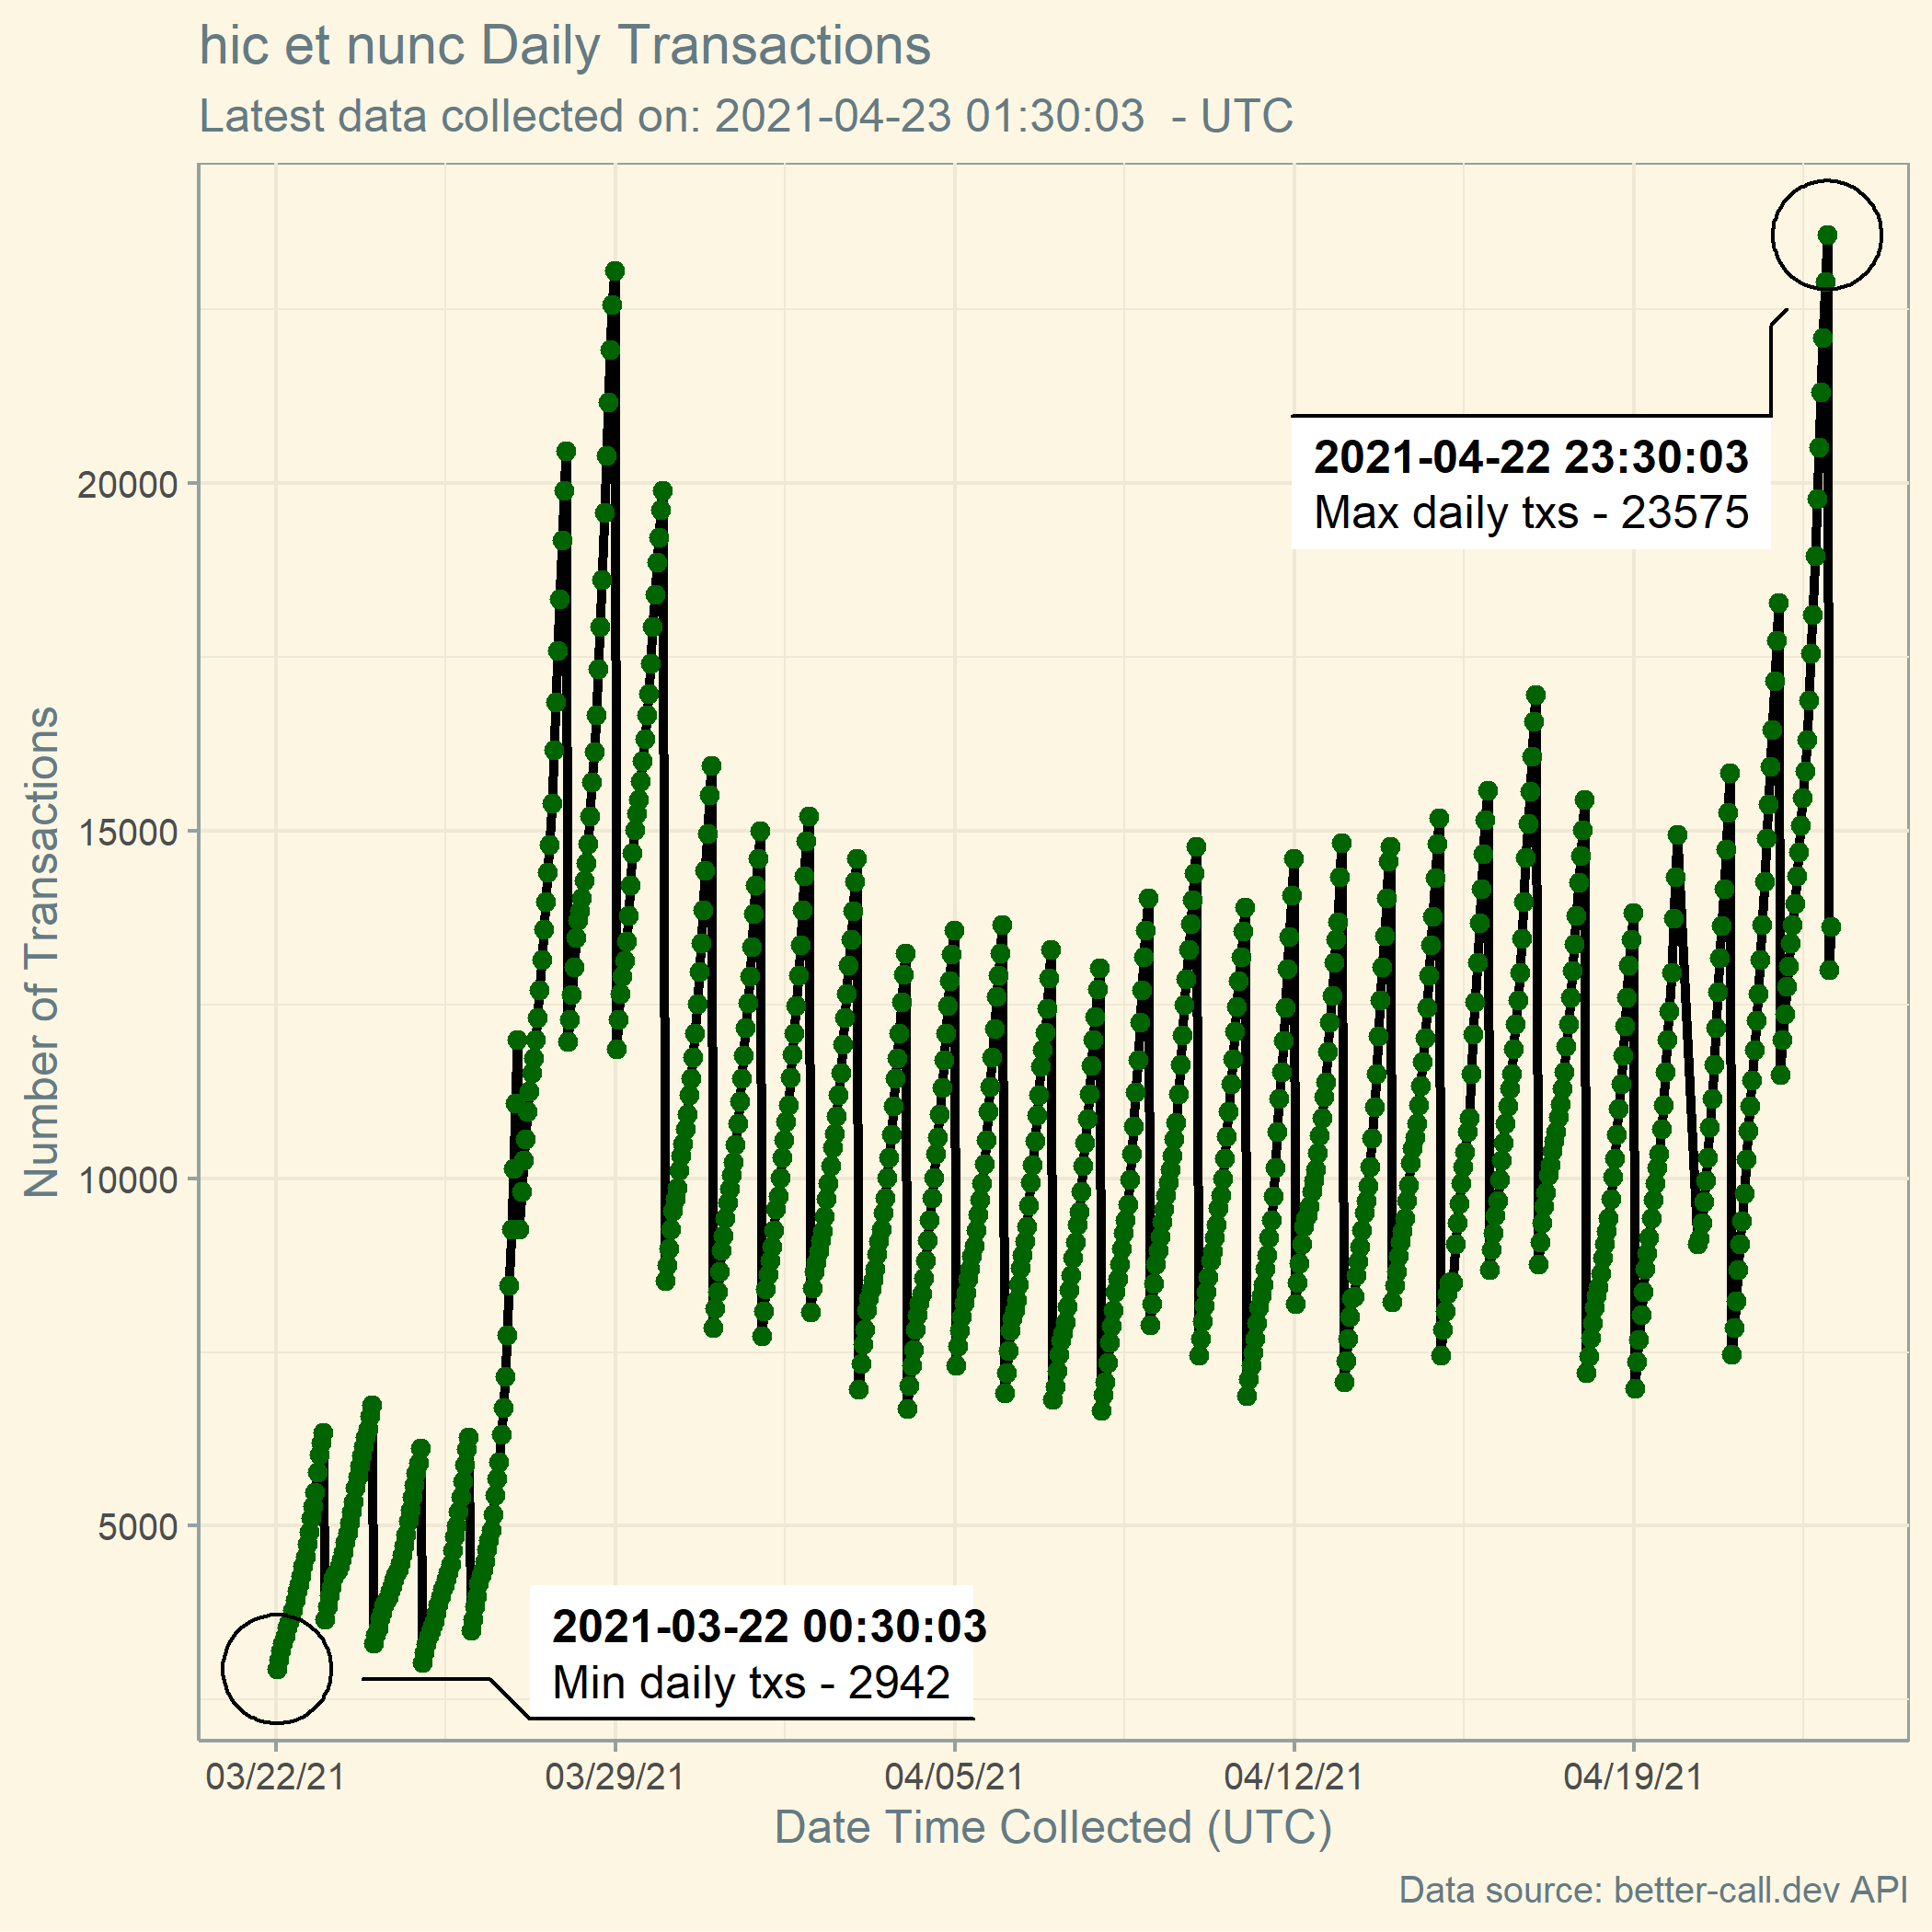 hic et nunc Daily Transactions
Latest data collected on: 2021-04-23 01:30:03  - UTC
Number of Transactions
20000
15000
10000
5000
2021-04-22 23:30:03
Max daily txs - 23575
2021-03-22 00:30:03
Min daily txs - 2942
03/22/21 03/29/21 04/05/21 04/12/21 04/19/21
Date Time Collected (UTC)
Data source: better-call.dev API